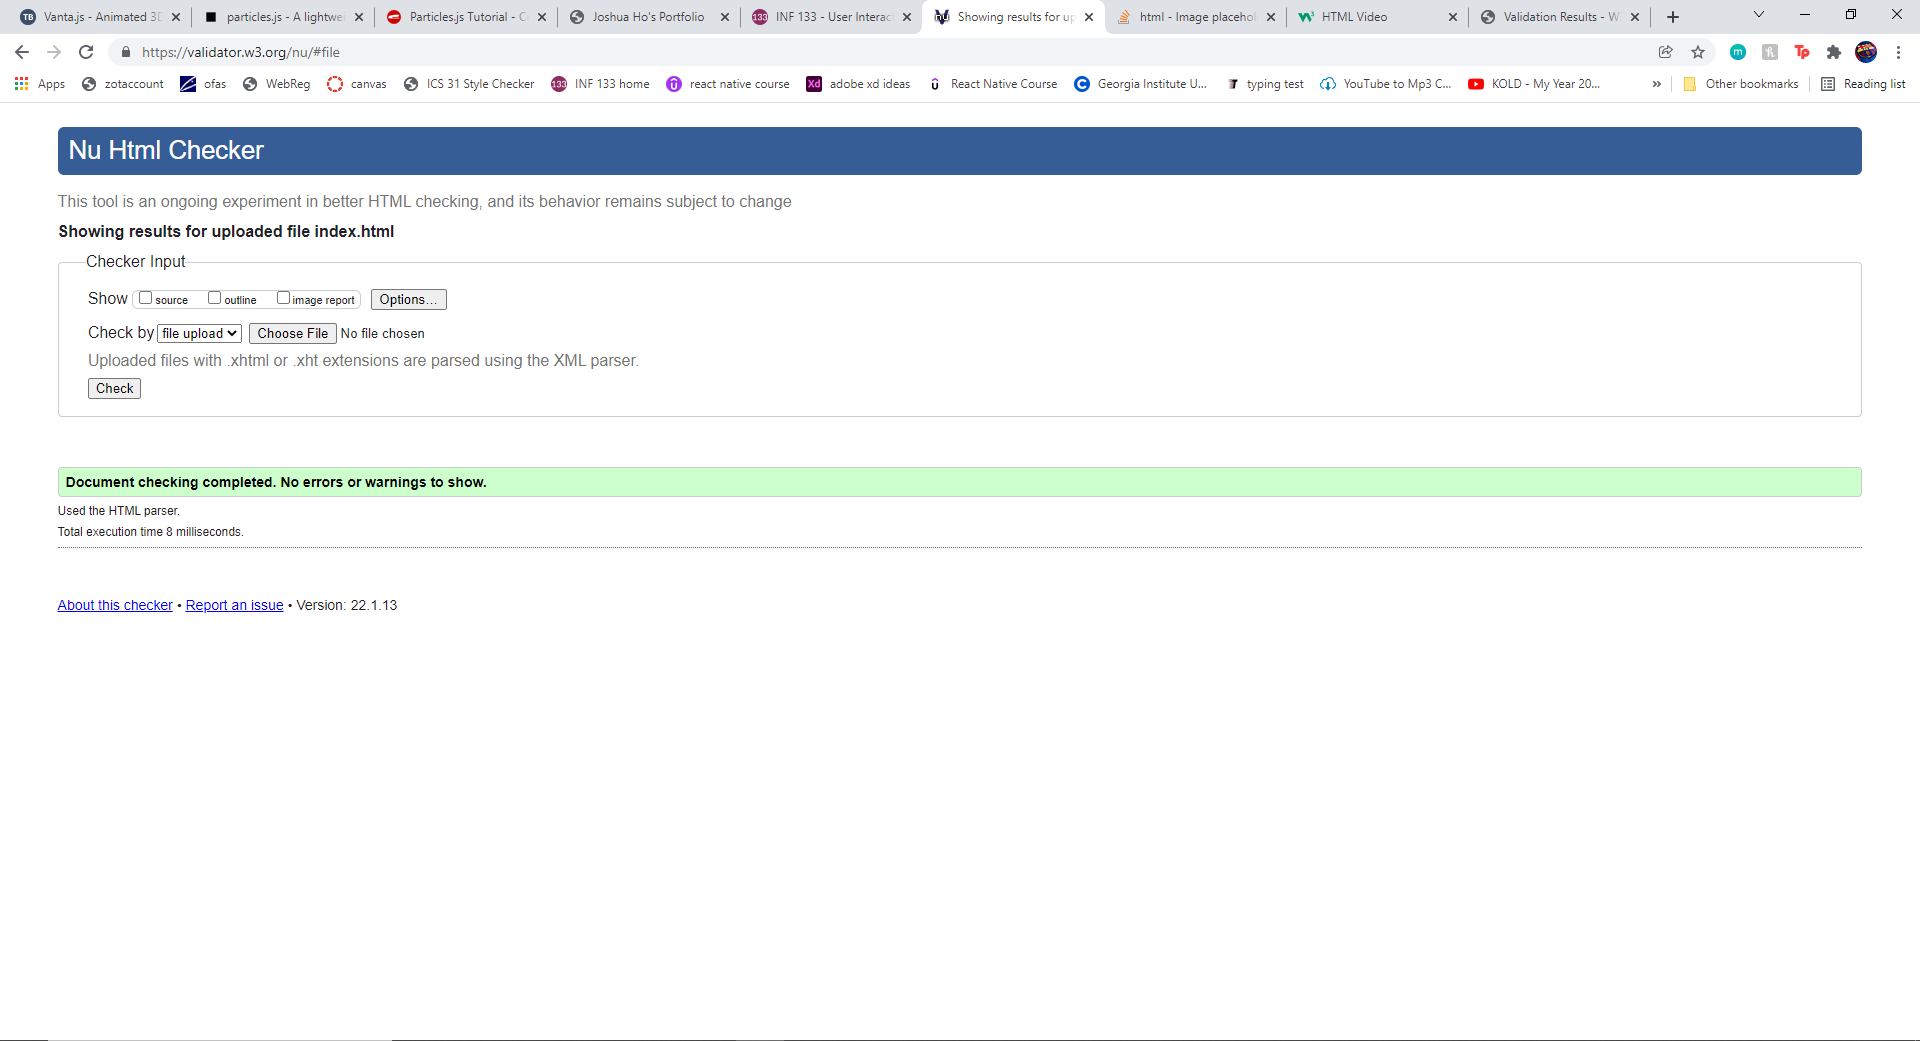 Vanta.js - Animated 3D
particles.js - A lightwei
Particles.js Tutorial - C
Joshua Ho's Portfolio
INF 133 - User Interact
Showing results for up
html - Image placehol
HTML Video
Validation Results - W
https://validator.w3.org/nu/#file
Apps
zotaccount
ofas
WebReg
canvas
ICS 31 Style Checker
INF 133 home
react native course
adobe xd ideas
React Native Course
Georgia Institute U...
typing test
YouTube to Mp3 C...
KOLD - My Year 20...
»
Other bookmarks
Reading list
Nu Html Checker
This tool is an ongoing experiment in better HTML checking, and its behavior remains subject to change
Showing results for uploaded file index.html
Checker Input
Show source outline image report Options...
Check by file upload Choose File No file chosen
Uploaded files with .xhtml or .xht extensions are parsed using the XML parser.
Check
Document checking completed. No errors or warnings to show.
Used the HTML parser.
Total execution time 8 milliseconds.
About this checker • Report an issue • Version: 22.1.13